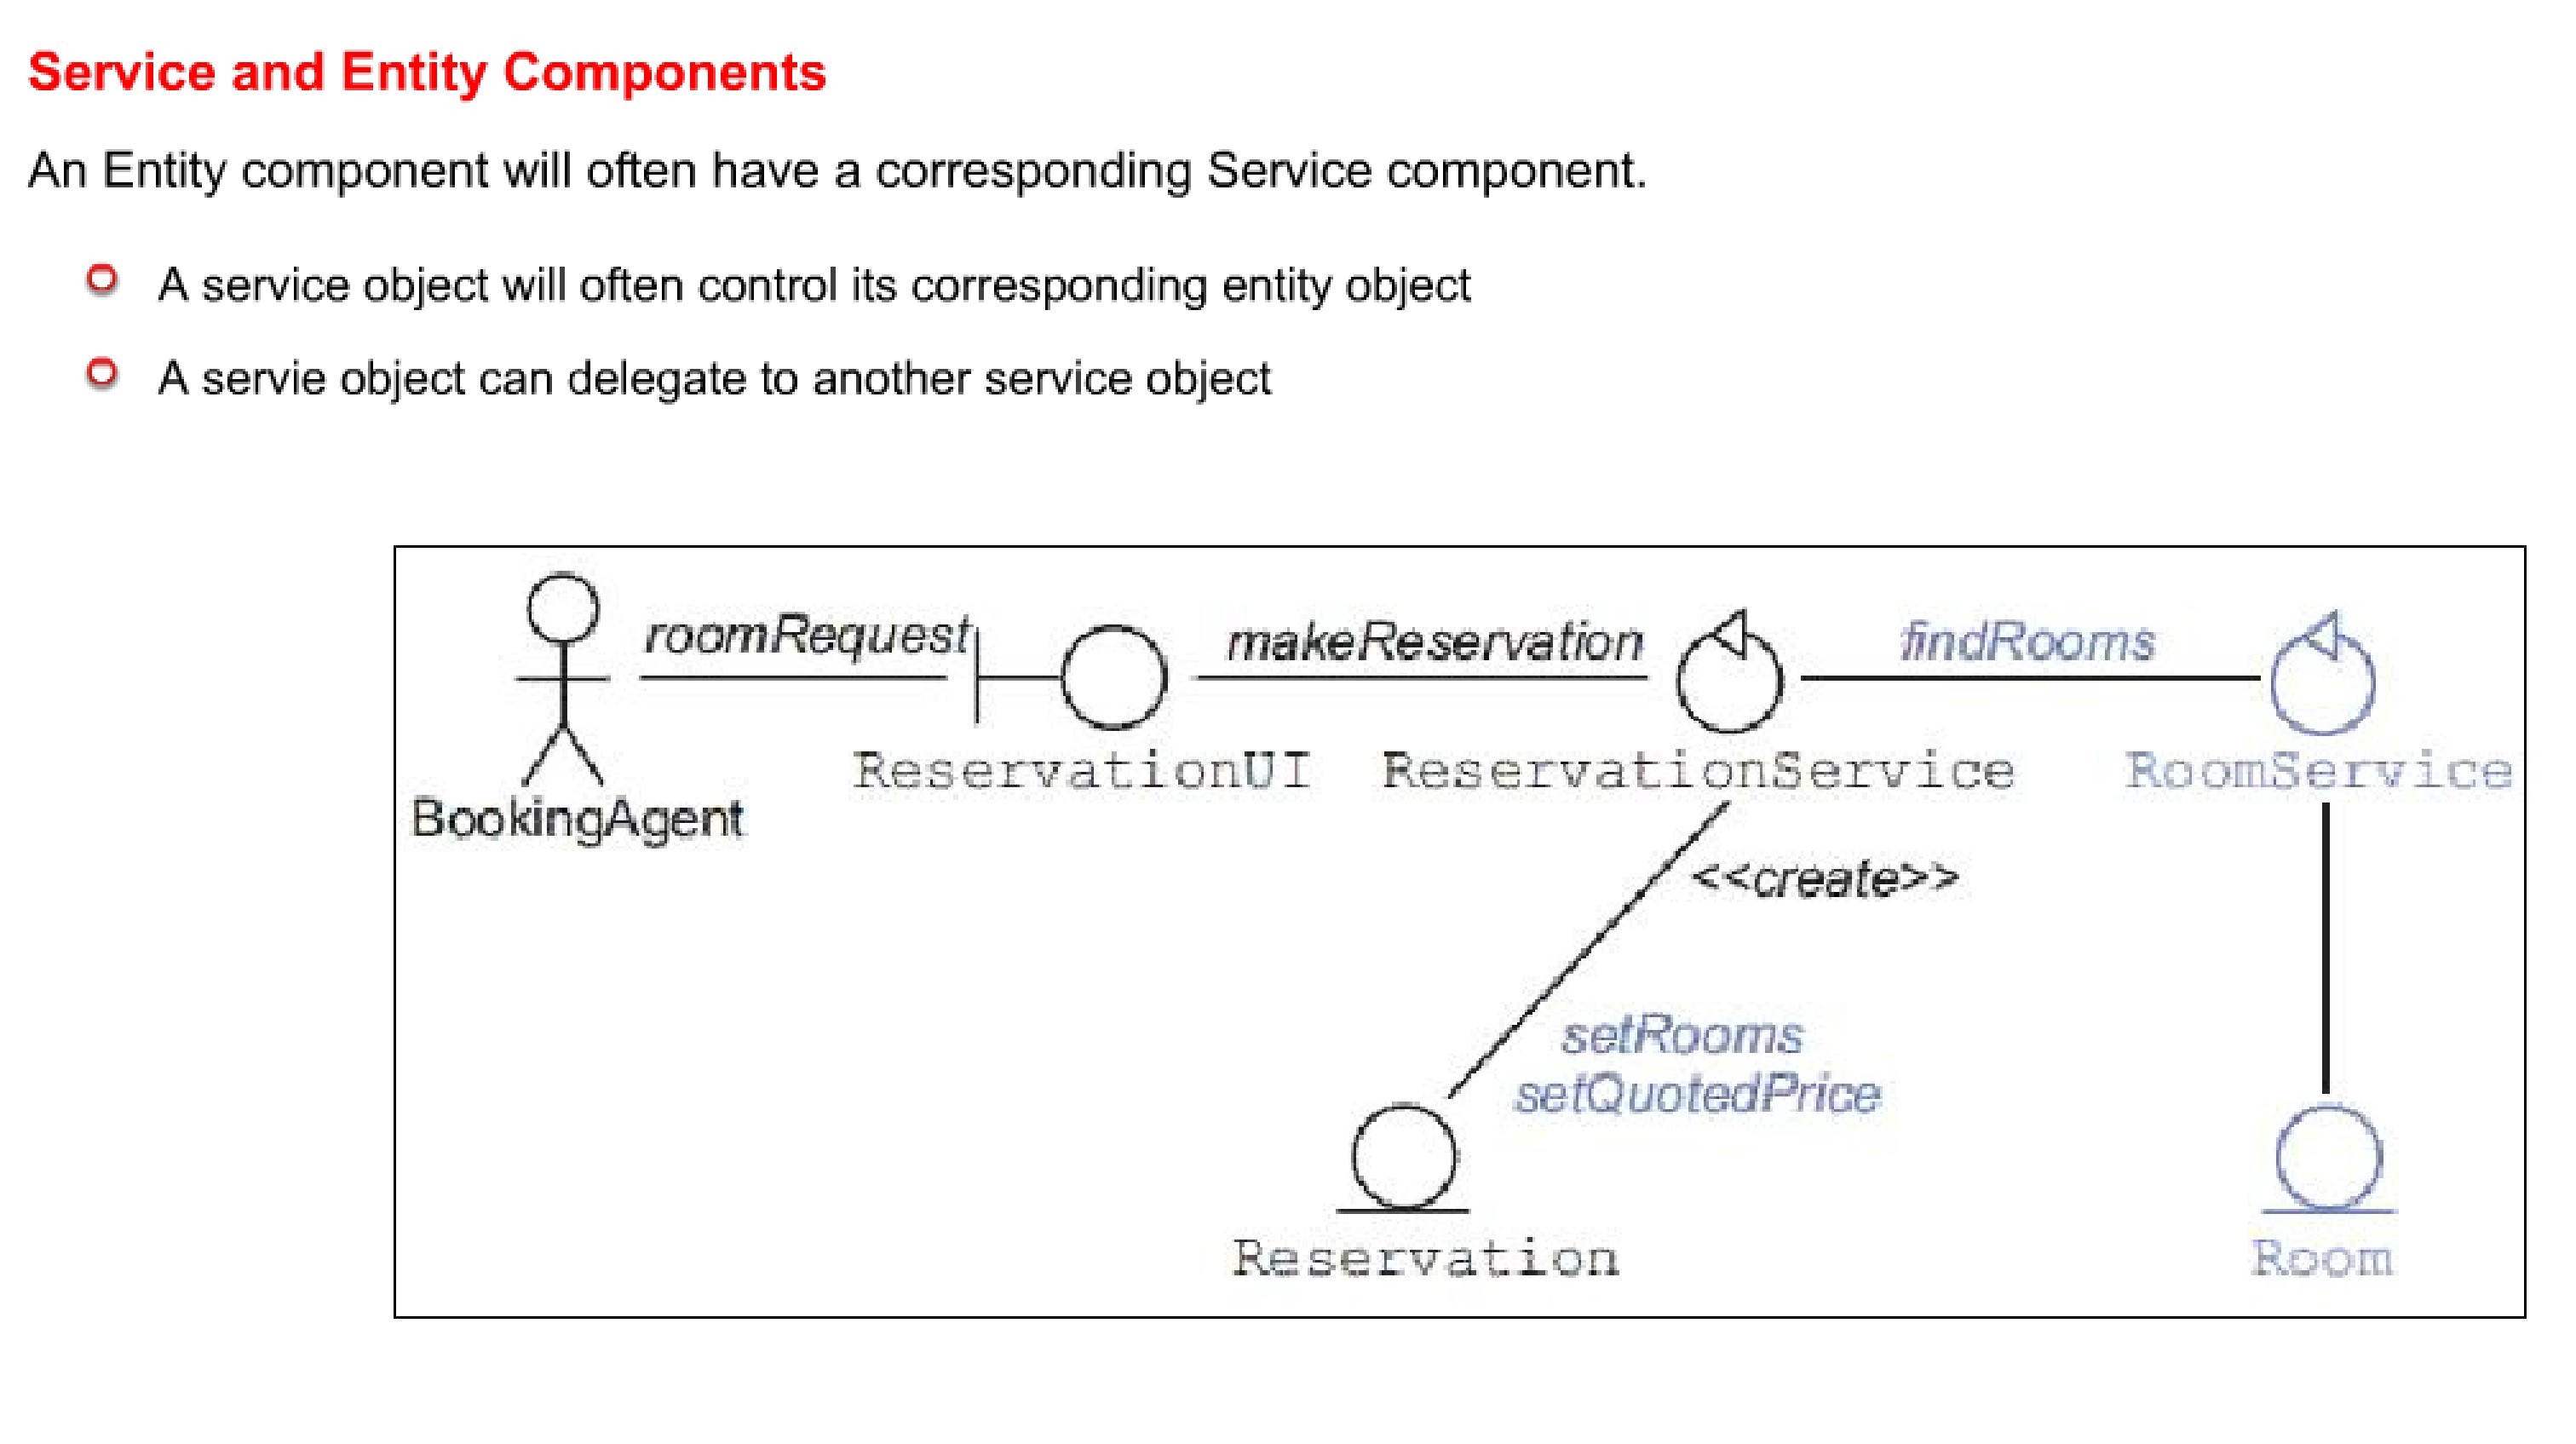 Service and Entity Components
An Entity component will often have a corresponding Service component.
A service object will often control its corresponding entity object
A servie object can delegate to another service object
roomRequest
makeReservation
findRooms
ReservationUI
ReservationService
RoomService
BookingAgent
<<create>>
setRooms
setQuotedPrice
Reservation
Room